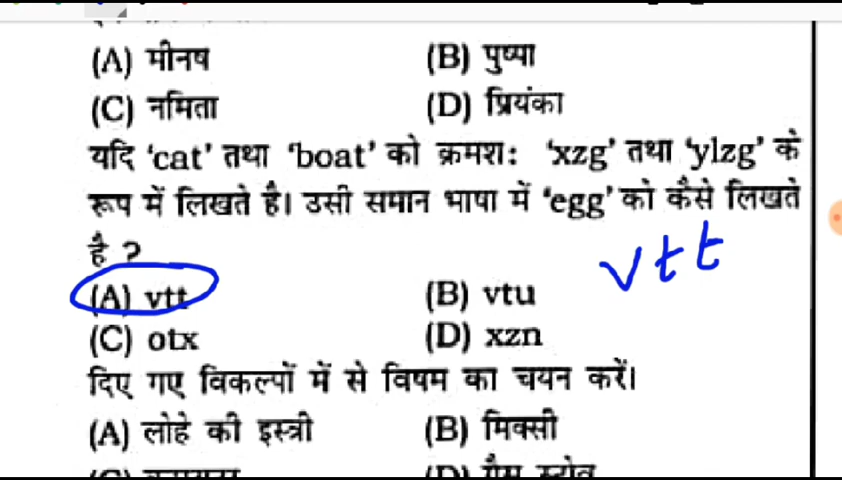 (A) मीनष (B) पुष्पा
(C) नमिता (D) प्रियंका
यदि ‘cat’ तथा ‘boat’ को क्रमशः ‘xzg’ तथा ‘ylzg’ के
रूप में लिखते है। उसी समान भाषा में ‘egg’ को कैसे लिखते
है ?
vtt
(A) vtt (B) vtu
(C) otx (D) xzn
दिए गए विकल्पों में से विषम का चयन करें।
(A) लोहे की इस्त्री (B) मिक्सी
(D) गैस स्टोव